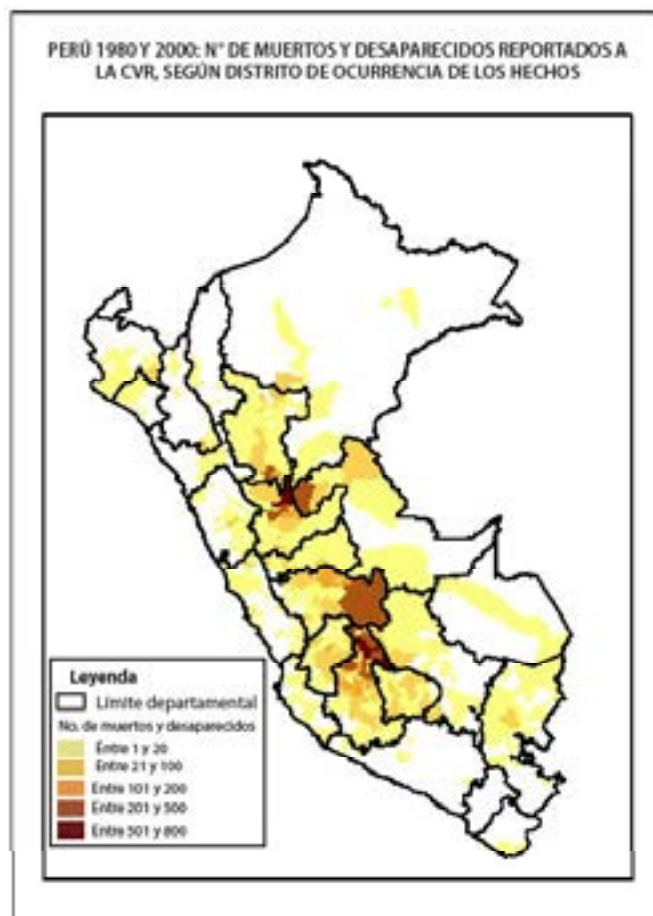 PERÚ 1980 Y 2000: N° DE MUERTOS Y DESAPARECIDOS REPORTADOS A
LA CVR, SEGÚN DISTRITO DE OCURRENCIA DE LOS HECHOS
Leyenda
Límite departamental
No. de muertos y desaparecidos
Entre 1 y 20
Entre 21 y 100
Entre 101 y 200
Entre 201 y 500
Entre 501 y 800